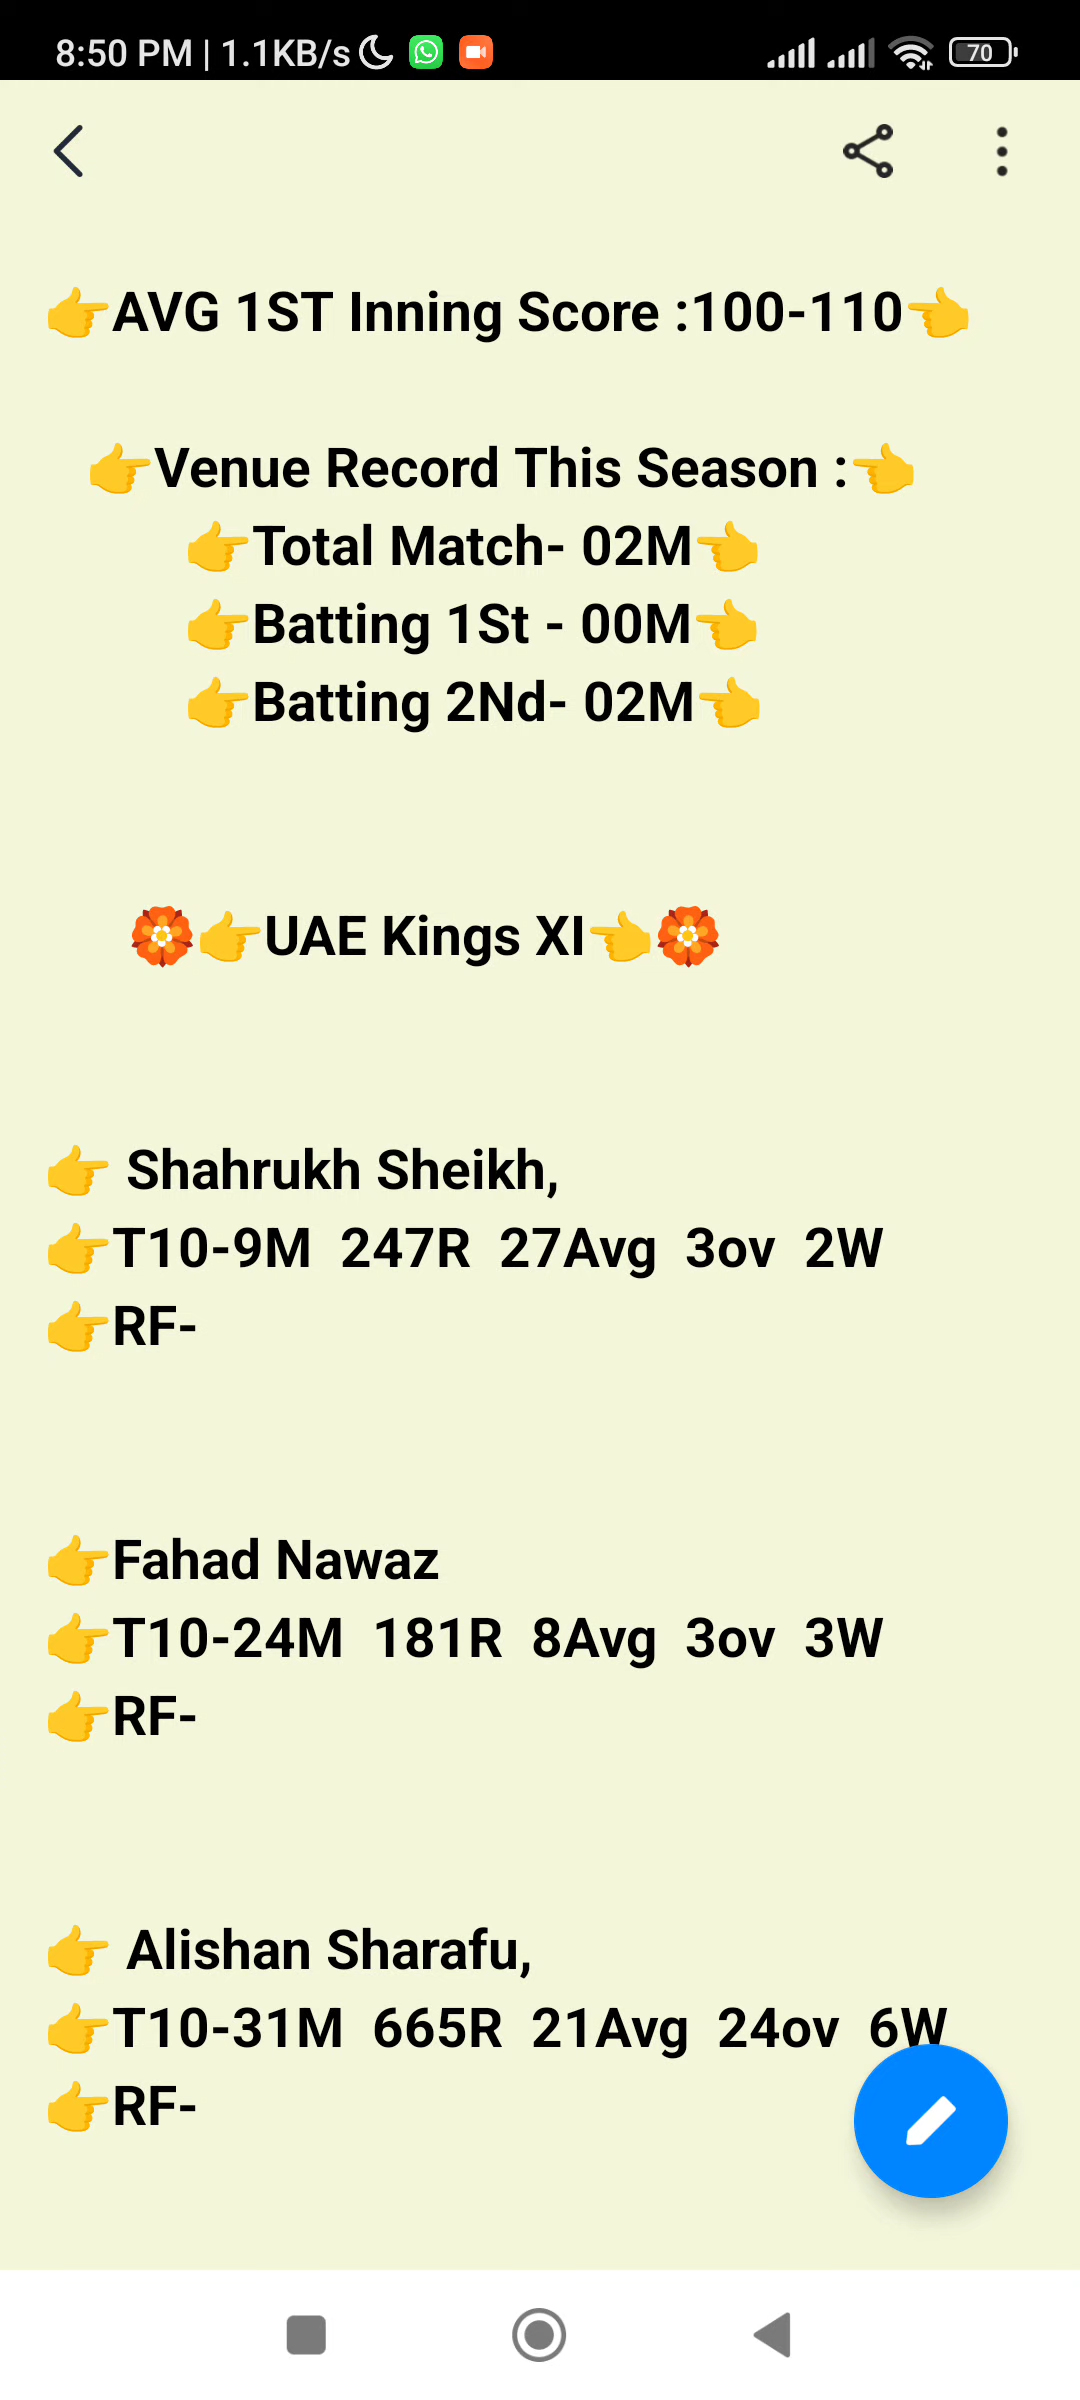 8:50 PM | 1.1KB/s 70
👉AVG 1ST Inning Score :100-110👈
👉Venue Record This Season :👈
👉Total Match- 02M👈
👉Batting 1St - 00M👈
👉Batting 2Nd- 02M👈
🏵️👉UAE Kings XI👈🏵️
👉 Shahrukh Sheikh,
👉T10-9M  247R  27Avg  3ov  2W
👉RF-
👉Fahad Nawaz
👉T10-24M  181R  8Avg  3ov  3W
👉RF-
👉 Alishan Sharafu,
👉T10-31M  665R  21Avg  24ov  6W
👉RF-